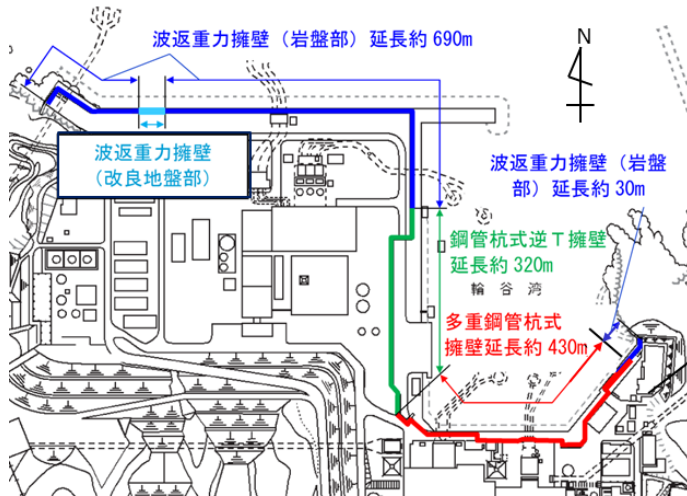 波返重力擁壁（岩盤部）延長約 690m
N
波返重力擁壁
（改良地盤部）
波返重力擁壁（岩盤
部）延長約 30m
鋼管杭式逆Ｔ擁壁
延長約 320m
輪谷湾
多重鋼管杭式
擁壁延長約 430m